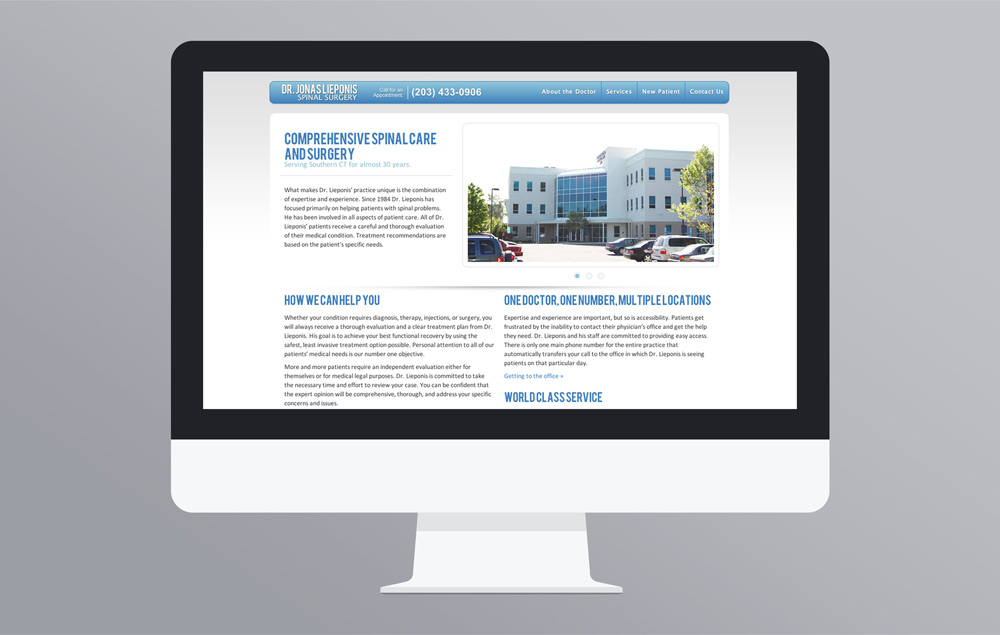 DR. JONAS LIEPONIS
SPINAL SURGERY
Call for an
Appointment:
(203) 433-0906
About the Doctor
Services
New Patient
Contact Us
COMPREHENSIVE SPINAL CARE
AND SURGERY
Serving Southern CT for almost 30 years.
What makes Dr. Lieponis' practice unique is the combination
of expertise and experience. Since 1984 Dr. Lieponis has
focused primarily on helping patients with spinal problems.
He has been involved in all aspects of patient care. All of Dr.
Lieponis' patients receive a careful and thorough evaluation
of their medical condition. Treatment recommendations are
based on the patient's specific needs.
HOW WE CAN HELP YOU
Whether your condition requires diagnosis, therapy, injections, or surgery, you
will always receive a thorough evaluation and a clear treatment plan from Dr.
Lieponis. His goal is to achieve your best functional recovery by using the
safest, least invasive treatment option possible. Personal attention to all of our
patients' medical needs is our number one objective.
More and more patients require an independent evaluation either for
themselves or for medical legal purposes. Dr. Lieponis is committed to take
the necessary time and effort to review your case. You can be confident that
the expert opinion will be comprehensive, thorough, and address your specific
concerns and issues.
ONE DOCTOR, ONE NUMBER, MULTIPLE LOCATIONS
Expertise and experience are important, but so is accessibility. Patients get
frustrated by the inability to contact their physician's office and get the help
they need. Dr. Lieponis and his staff are committed to providing easy access.
There is only one main phone number for the entire practice that
automatically transfers your call to the office in which Dr. Lieponis is seeing
patients on that particular day.
Getting to the office »
WORLD CLASS SERVICE